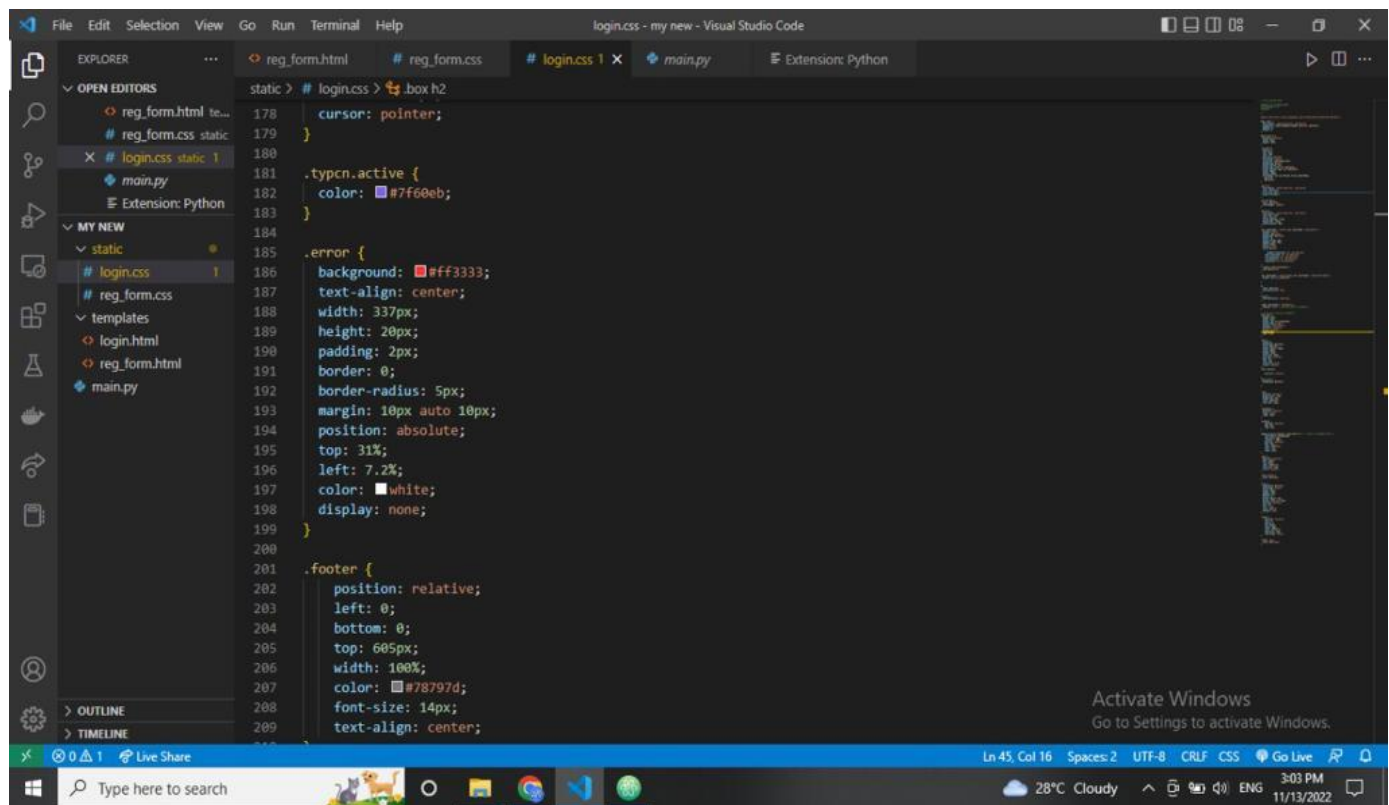 File Edit Selection View Go Run Terminal Help login.css - my new - Visual Studio Code
EXPLORER ···
reg_form.html # reg_form.css # login.css 1 main.py Extension: Python
OPEN EDITORS
static > # login.css > .box h2
reg_form.html te...
# reg_form.css static
# login.css static 1
main.py
Extension: Python
MY NEW
static
# login.css 1
# reg_form.css
templates
login.html
reg_form.html
main.py
OUTLINE
TIMELINE
178 cursor: pointer;
179 }
180
181 .typcn.active {
182 color: #7f60eb;
183 }
184
185 .error {
186 background: #ff3333;
187 text-align: center;
188 width: 337px;
189 height: 20px;
190 padding: 2px;
191 border: 0;
192 border-radius: 5px;
193 margin: 10px auto 10px;
194 position: absolute;
195 top: 31%;
196 left: 7.2%;
197 color: white;
198 display: none;
199 }
200
201 .footer {
202 position: relative;
203 left: 0;
204 bottom: 0;
205 top: 605px;
206 width: 100%;
207 color: #78797d;
208 font-size: 14px;
209 text-align: center;
Activate Windows
Go to Settings to activate Windows.
0 1 Live Share Ln 45, Col 16 Spaces: 2 UTF-8 CRLF CSS Go Live
Type here to search 28°C Cloudy ENG 3:03 PM
11/13/2022